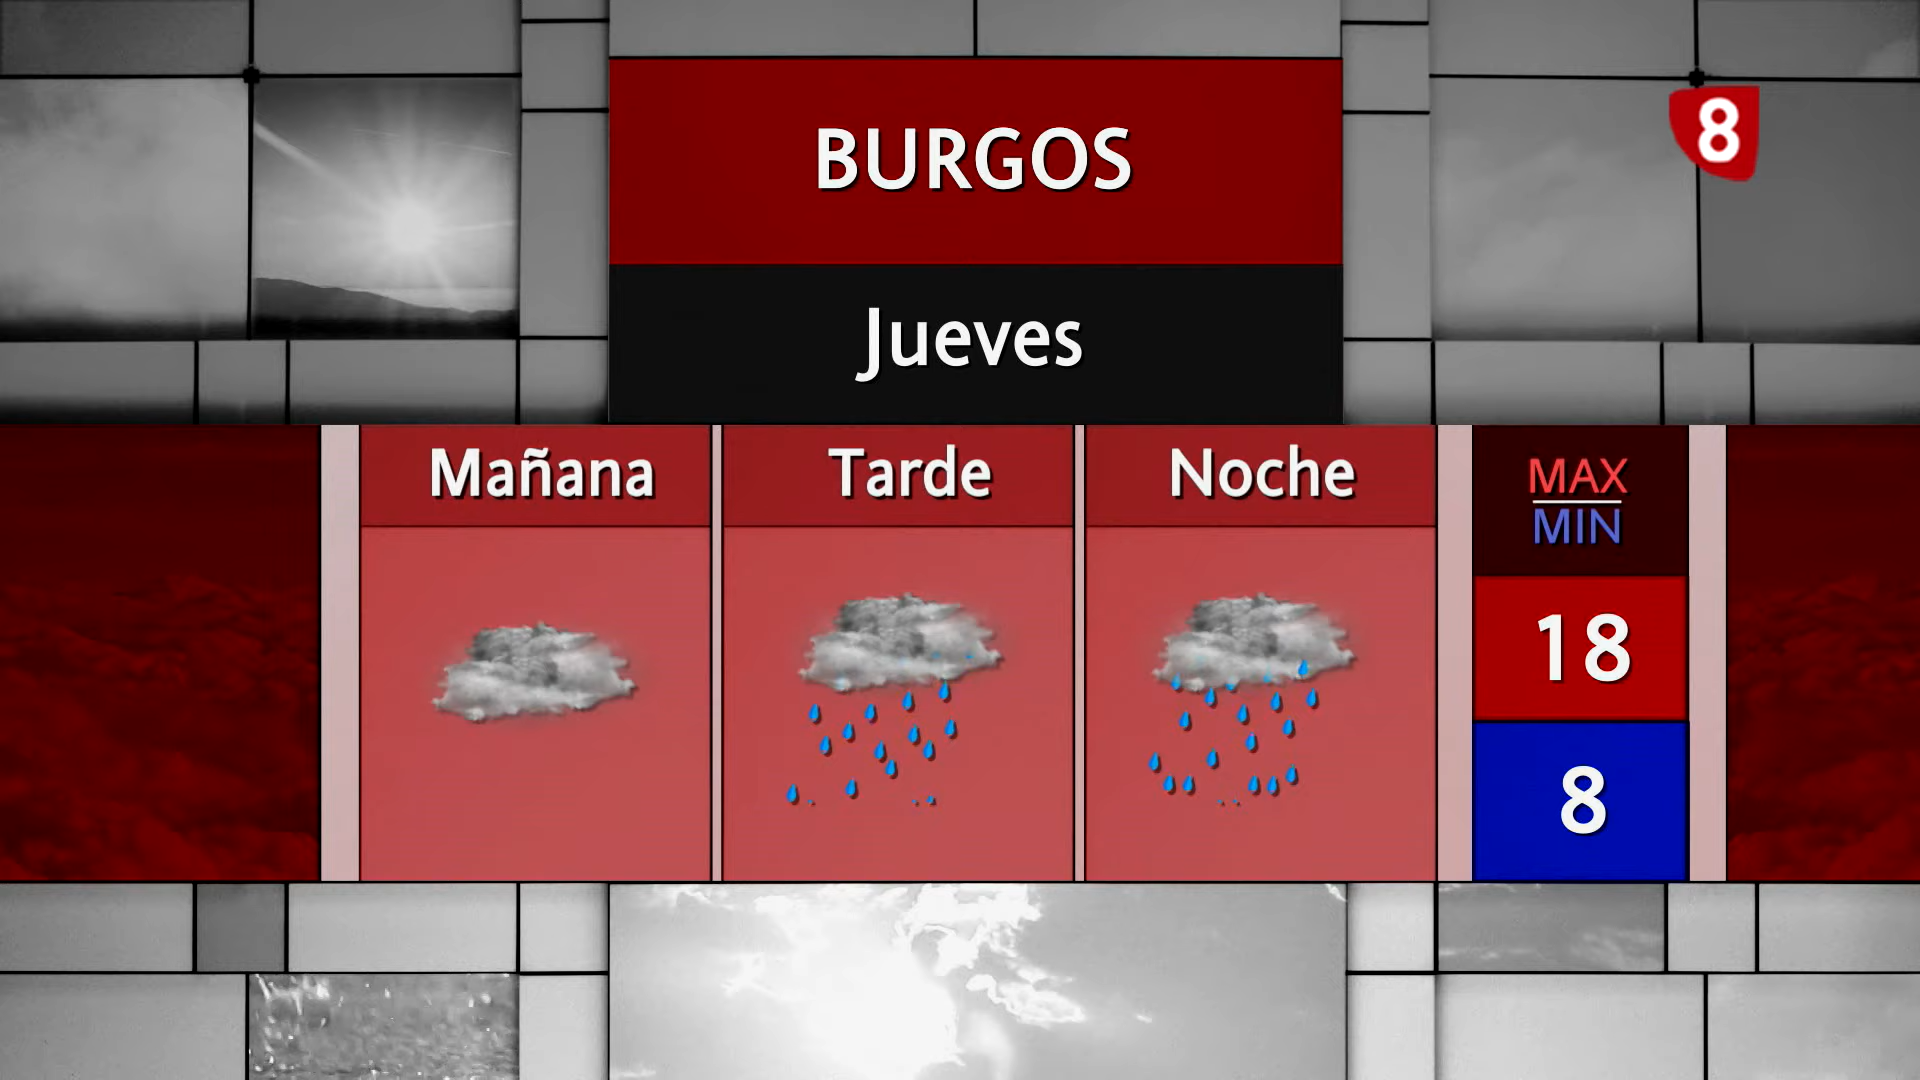 BURGOS
8
Jueves
Mañana
Tarde
Noche
MAX
MIN
18
8